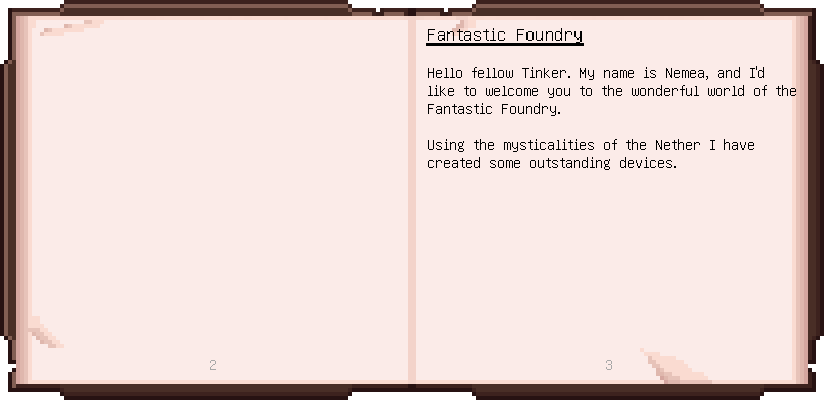 Fantastic Foundry
Hello fellow Tinker. My name is Nemea, and I'd
like to welcome you to the wonderful world of the
Fantastic Foundry.
Using the mysticalities of the Nether I have
created some outstanding devices.
2
3